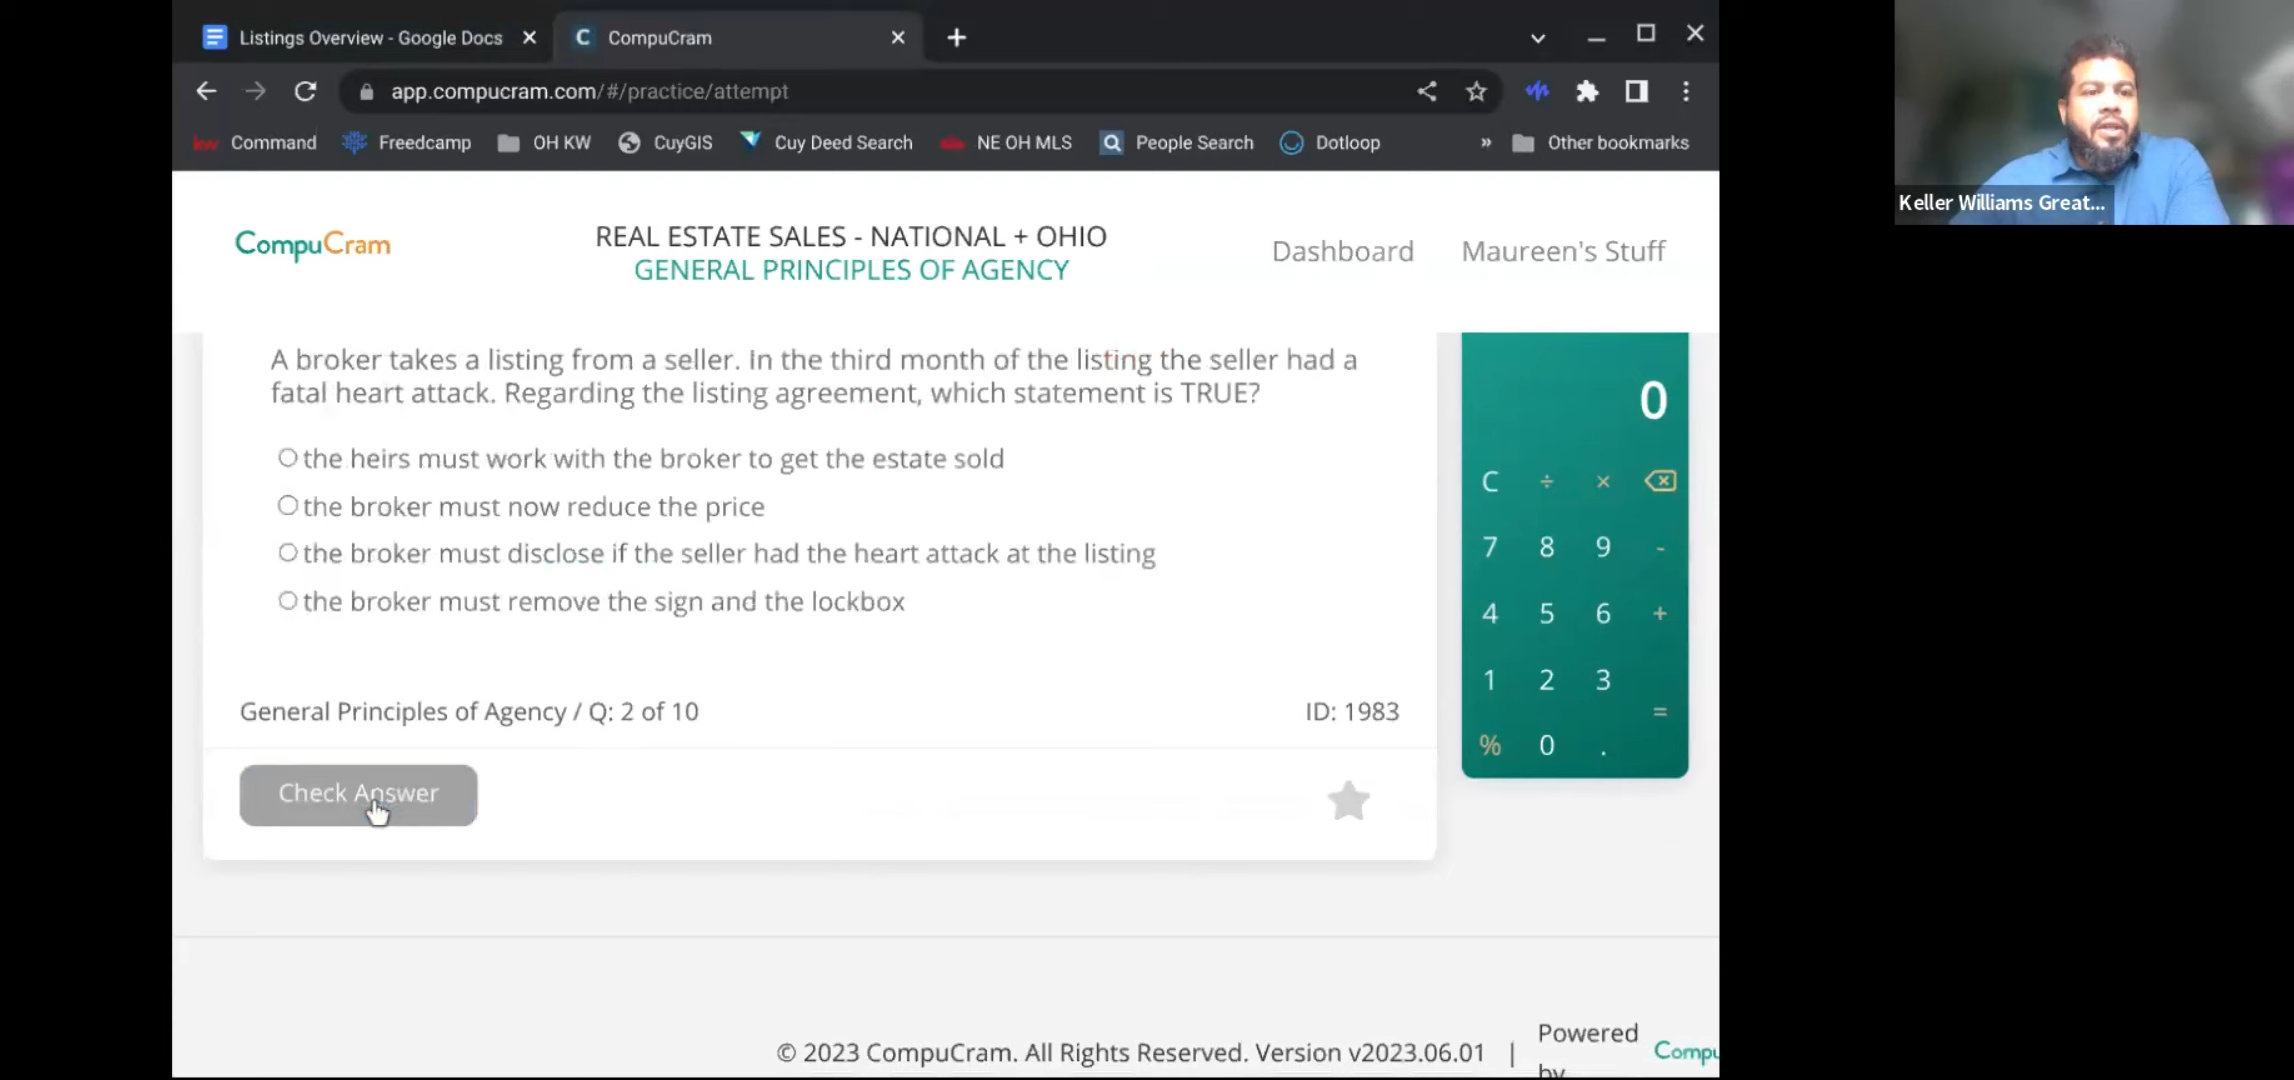 Listings Overview - Google Docs
CompuCram
app.compucram.com/#/practice/attempt
kw Command Freedcamp OH KW CuyGIS Cuy Deed Search NE OH MLS People Search Dotloop » Other bookmarks
Keller Williams Great...
CompuCram
REAL ESTATE SALES - NATIONAL + OHIO
GENERAL PRINCIPLES OF AGENCY
Dashboard
Maureen's Stuff
A broker takes a listing from a seller. In the third month of the listing the seller had a
fatal heart attack. Regarding the listing agreement, which statement is TRUE?
the heirs must work with the broker to get the estate sold
the broker must now reduce the price
the broker must disclose if the seller had the heart attack at the listing
the broker must remove the sign and the lockbox
General Principles of Agency / Q: 2 of 10
ID: 1983
Check Answer
0
C ÷ ×
7 8 9 -
4 5 6 +
1 2 3
=
% 0 .
© 2023 CompuCram. All Rights Reserved. Version v2023.06.01 |
Powered
by
Compu